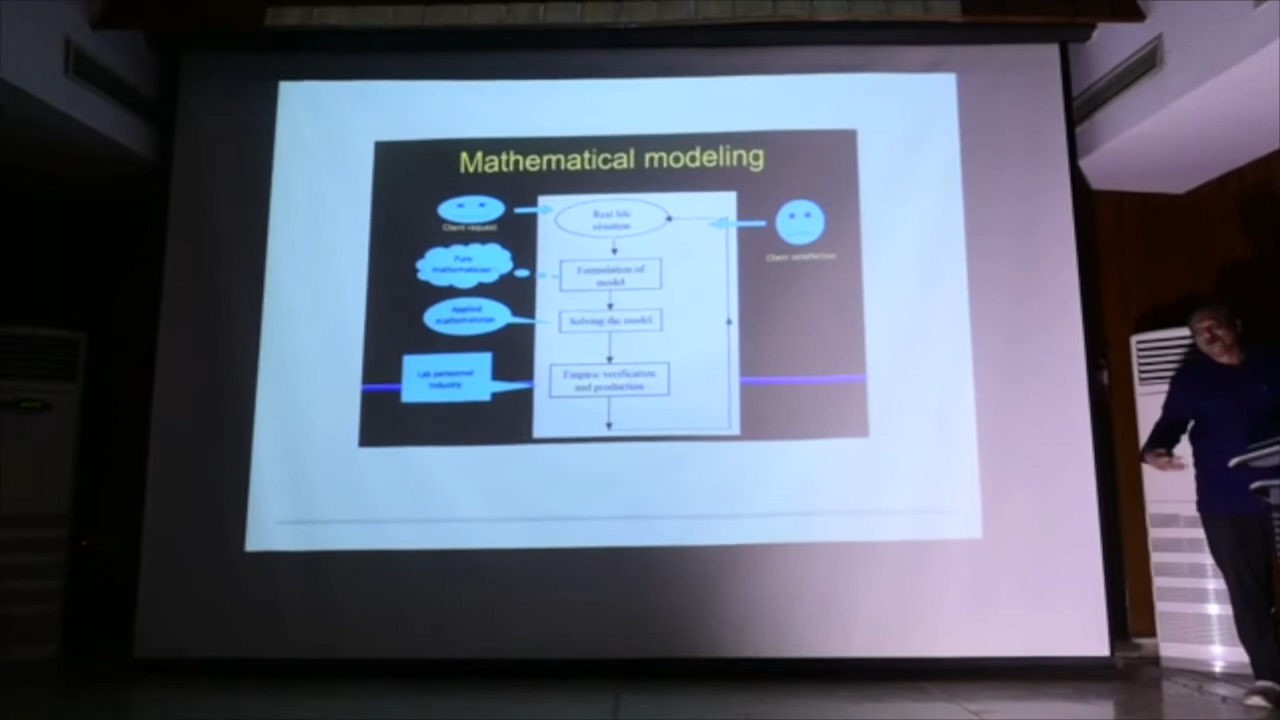 Mathematical modeling
Real life
situation
Client request
Client satisfaction
Pure
mathematician
Formulation of
model
Applied
mathematician
Solving the model
Lab personnel
Industry
Empiric verification
and production